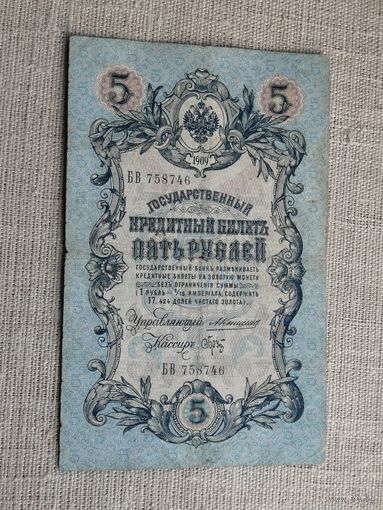 5 5
1909
БВ 758746
ГОСУДАРСТВЕННЫЙ
КРЕДИТНЫЙ БИЛЕТЪ
ПЯТЬ РУБЛЕЙ
ГОСУДАРСТВЕННЫЙ БАНКЪ РАЗМѢНИВАЕТЪ
КРЕДИТНЫЕ БИЛЕТЫ НА ЗОЛОТУЮ МОНЕТУ
БЕЗЪ ОГРАНИЧЕНІЯ СУММЫ
(1 РУБЛЬ = 1/15 ИМПЕРІАЛА, СОДЕРЖИТЪ
17,424 ДОЛЕЙ ЧИСТАГО ЗОЛОТА).
Управляющій
Кассиръ
БВ 758746
5